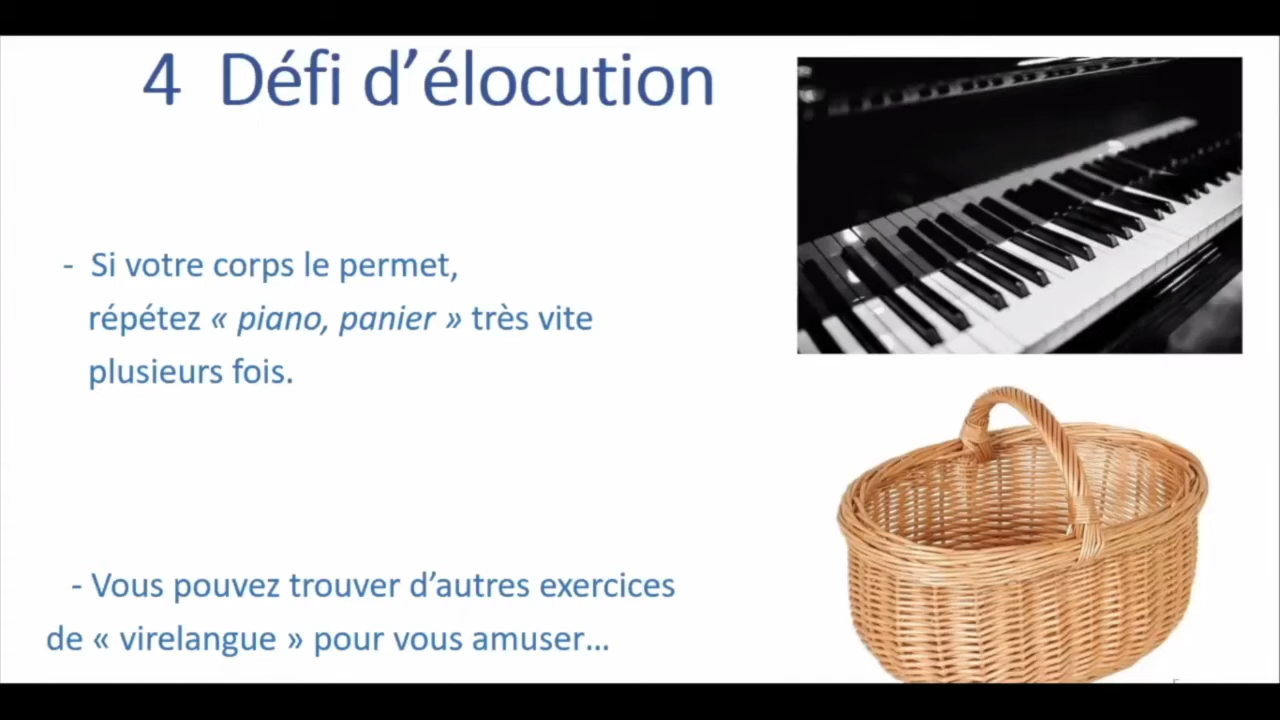 4 Défi d’élocution
- Si votre corps le permet,
répétez « piano, panier » très vite
plusieurs fois.
- Vous pouvez trouver d’autres exercices
de « virelangue » pour vous amuser…